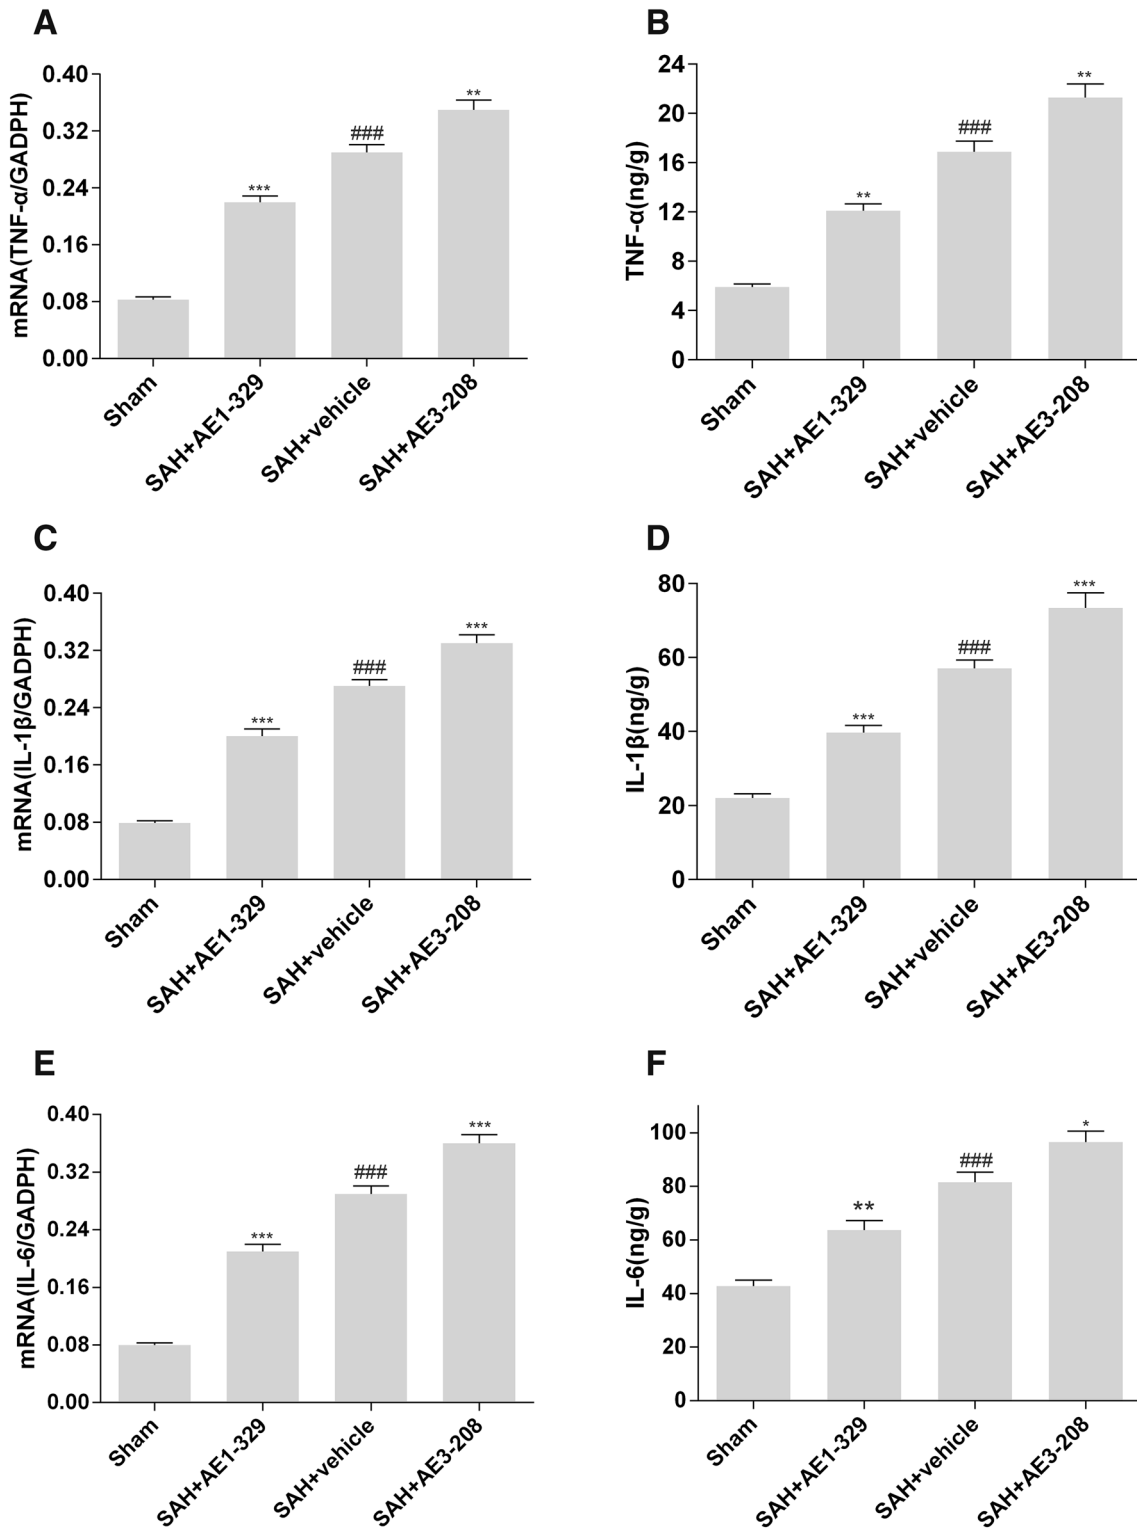 A
mRNA(TNF-α/GADPH)
0.40
0.32
0.24
0.16
0.08
0.00
***
###
**
Sham
SAH+AE1-329
SAH+vehicle
SAH+AE3-208
B
TNF-α(ng/g)
24
20
16
12
8
4
0
**
###
**
Sham
SAH+AE1-329
SAH+vehicle
SAH+AE3-208
C
mRNA(IL-1β/GADPH)
0.40
0.32
0.24
0.16
0.08
0.00
***
###
***
Sham
SAH+AE1-329
SAH+vehicle
SAH+AE3-208
D
IL-1β(ng/g)
80
60
40
20
0
***
###
***
Sham
SAH+AE1-329
SAH+vehicle
SAH+AE3-208
E
mRNA(IL-6/GADPH)
0.40
0.32
0.24
0.16
0.08
0.00
***
###
***
Sham
SAH+AE1-329
SAH+vehicle
SAH+AE3-208
F
IL-6(ng/g)
100
80
60
40
20
0
**
###
*
Sham
SAH+AE1-329
SAH+vehicle
SAH+AE3-208